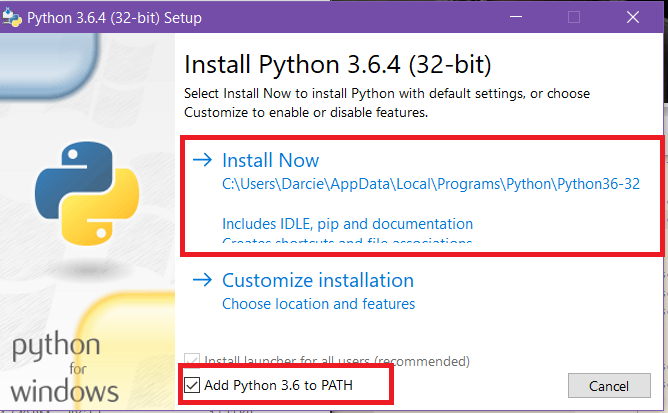 Python 3.6.4 (32-bit) Setup
Install Python 3.6.4 (32-bit)
Select Install Now to install Python with default settings, or choose
Customize to enable or disable features.
Install Now
C:\Users\Darcie\AppData\Local\Programs\Python\Python36-32
Includes IDLE, pip and documentation
Creates shortcuts and file associations
Customize installation
Choose location and features
Install launcher for all users (recommended)
Add Python 3.6 to PATH
Cancel
python
for
windows